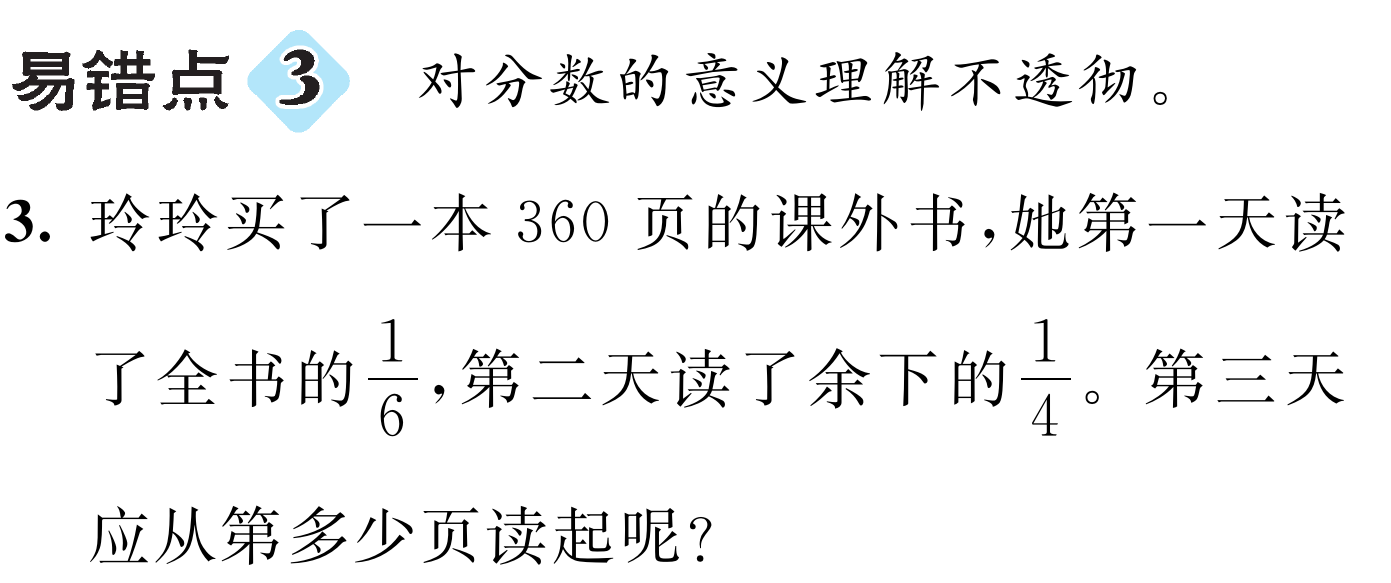 易错点 3 对分数的意义理解不透彻。
3. 玲玲买了一本 360 页的课外书,她第一天读
了全书的1/6,第二天读了余下的1/4。第三天
应从第多少页读起呢?